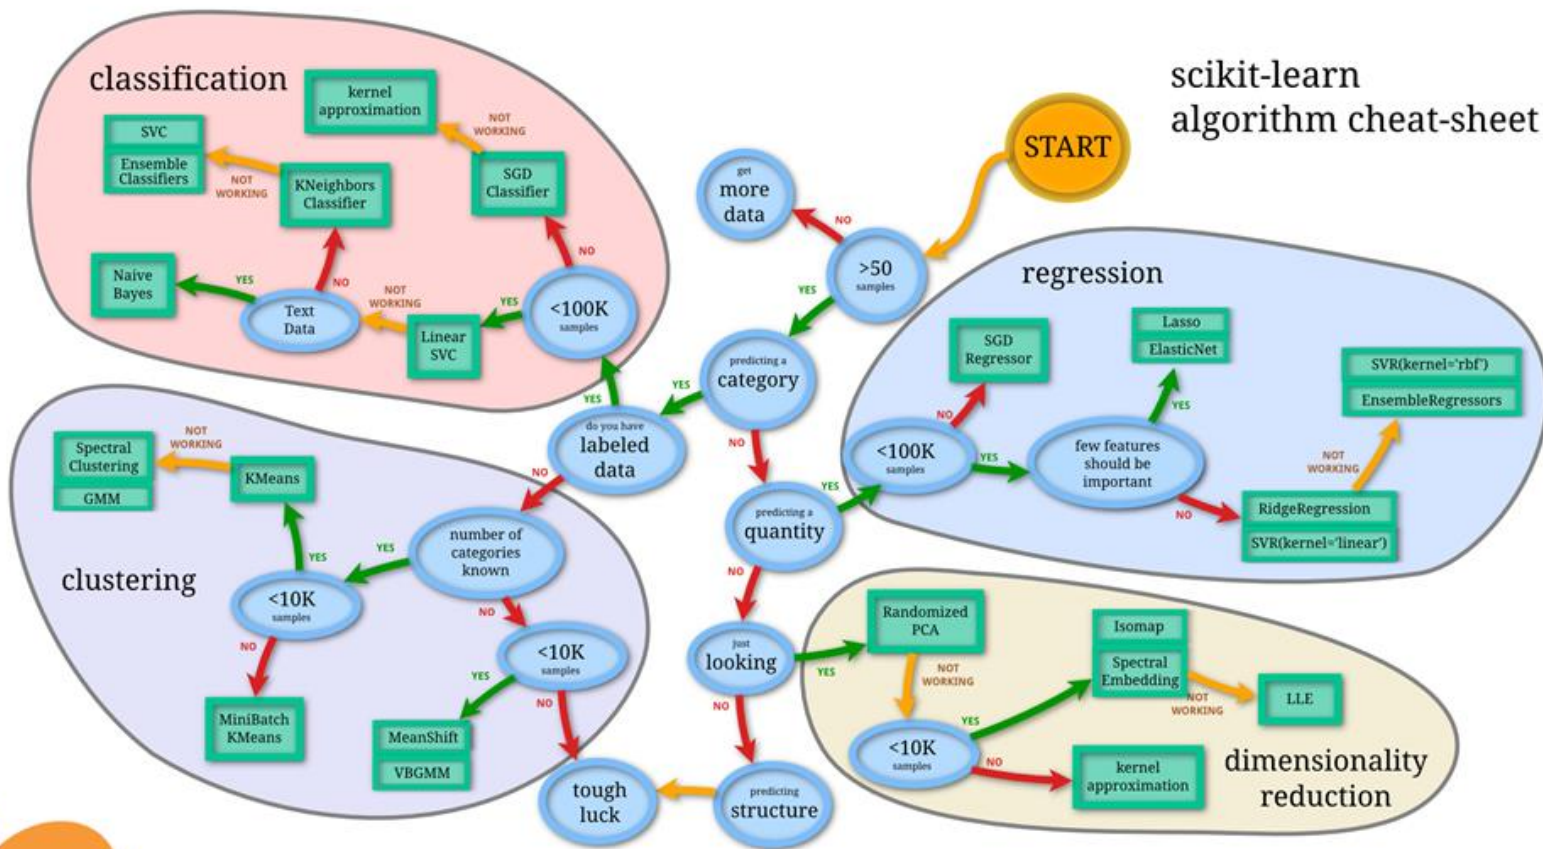 scikit-learn
algorithm cheat-sheet
START
get
more
data
NO
>50
samples
YES
predicting a
category
YES
NO
do you have
labeled
data
YES
NO
predicting a
quantity
YES
NO
just
looking
YES
NO
predicting
structure
tough
luck
classification
kernel
approximation
NOT
WORKING
SVC
Ensemble
Classifiers
NOT
WORKING
KNeighbors
Classifier
SGD
Classifier
NO
Naive
Bayes
YES
Text
Data
NO
NOT
WORKING
Linear
SVC
YES
<100K
samples
regression
SGD
Regressor
NO
<100K
samples
YES
Lasso
ElasticNet
YES
few features
should be
important
NO
SVR(kernel='rbf')
EnsembleRegressors
NOT
WORKING
RidgeRegression
SVR(kernel='linear')
clustering
Spectral
Clustering
GMM
NOT
WORKING
KMeans
YES
<10K
samples
NO
MiniBatch
KMeans
YES
number of
categories
known
NO
<10K
samples
YES
NO
MeanShift
VBGMM
dimensionality
reduction
Randomized
PCA
NOT
WORKING
<10K
samples
YES
NO
Isomap
Spectral
Embedding
NOT
WORKING
LLE
kernel
approximation